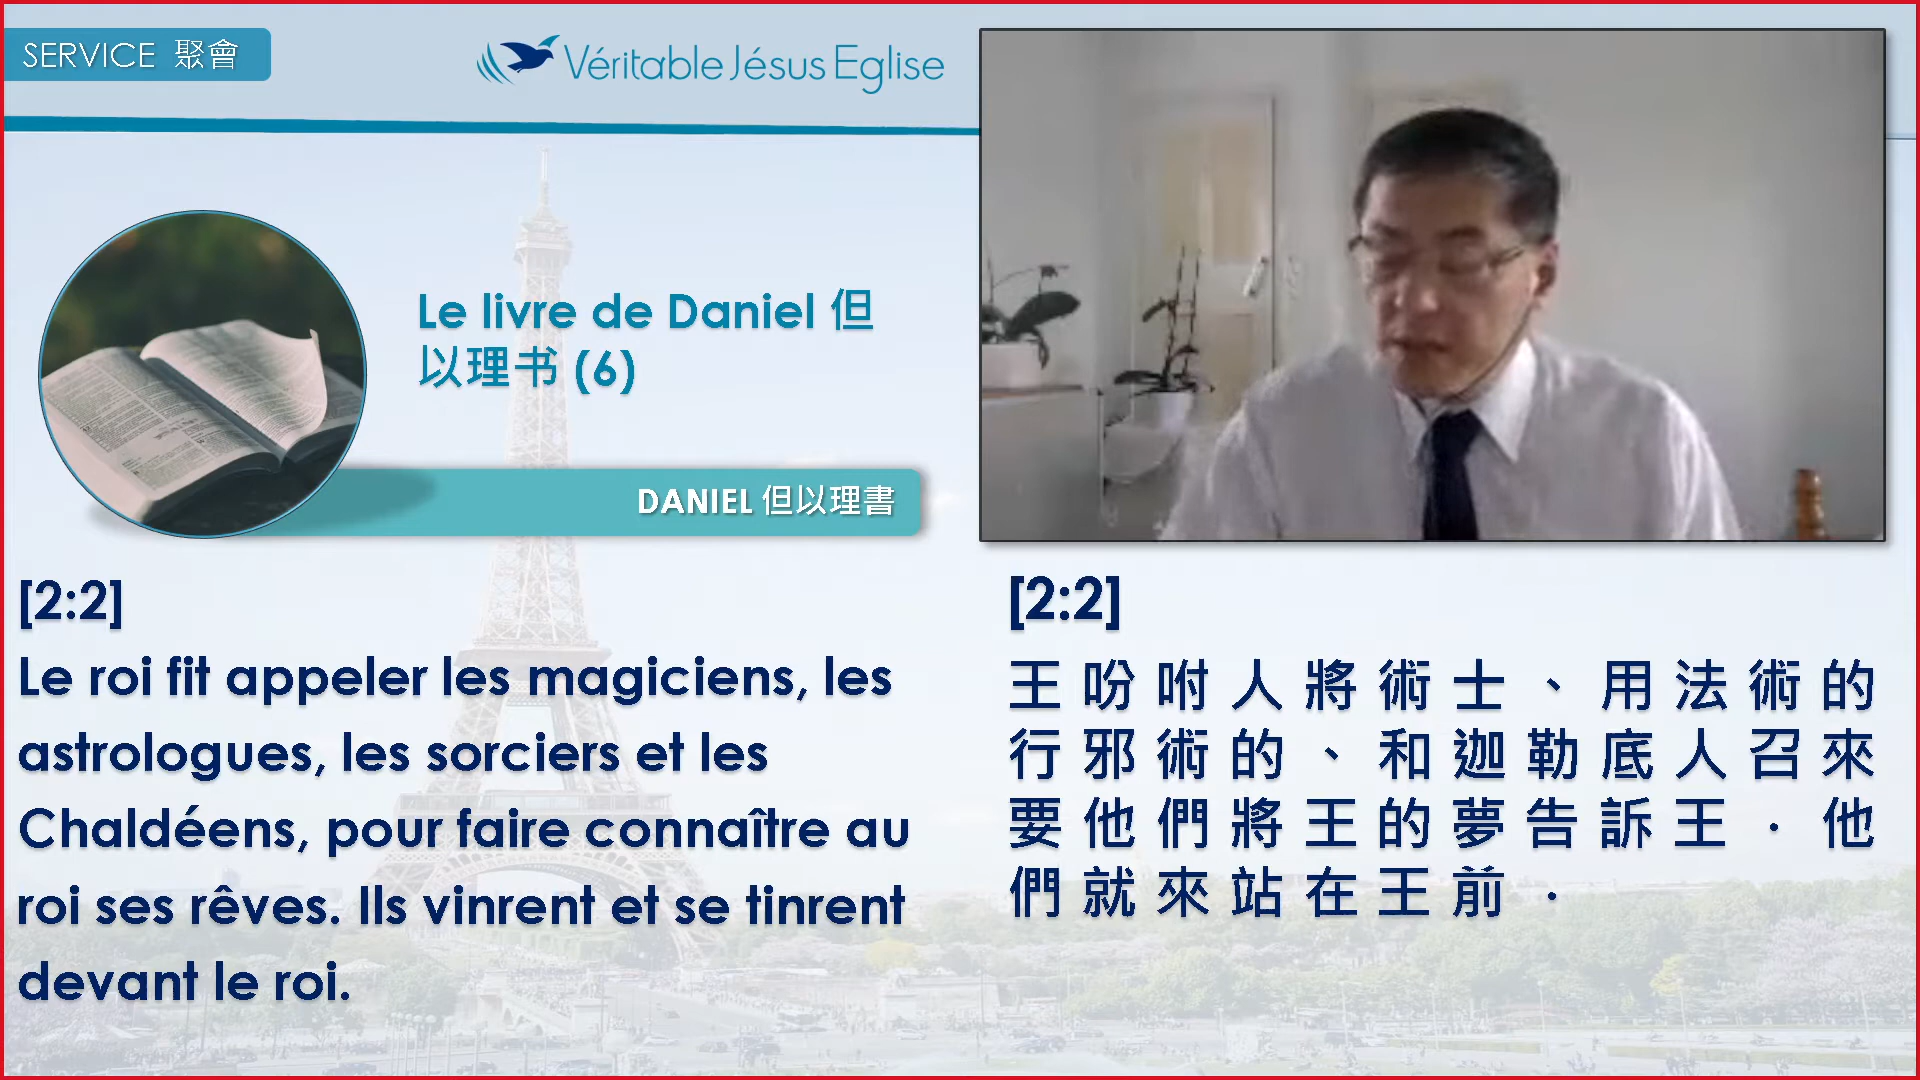 SERVICE 聚會
Véritable Jésus Eglise
Le livre de Daniel 但
以理书 (6)
DANIEL 但以理書
[2:2]
Le roi fit appeler les magiciens, les
astrologues, les sorciers et les
Chaldéens, pour faire connaître au
roi ses rêves. Ils vinrent et se tinrent
devant le roi.
[2:2]
王吩咐人將術士、用法術的
行邪術的、和迦勒底人召來
要他們將王的夢告訴王．他
們就來站在王前．